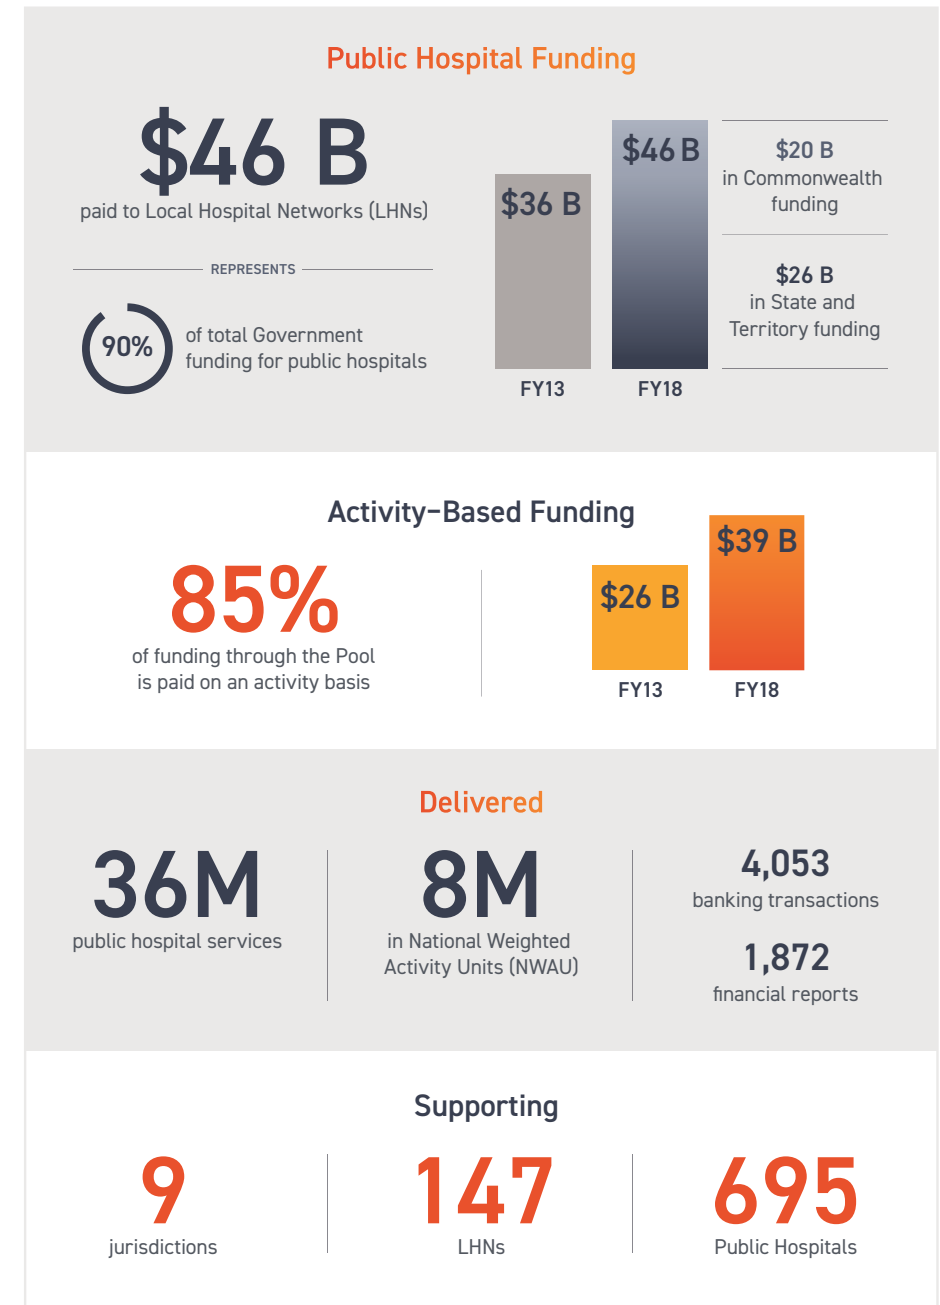 Public Hospital Funding
$46 B
paid to Local Hospital Networks (LHNs)
REPRESENTS
90%
of total Government
funding for public hospitals
$36 B
FY13
$46 B
FY18
$20 B
in Commonwealth
funding
$26 B
in State and
Territory funding
Activity-Based Funding
85%
of funding through the Pool
is paid on an activity basis
$26 B
FY13
$39 B
FY18
Delivered
36M
public hospital services
8M
in National Weighted
Activity Units (NWAU)
4,053
banking transactions
1,872
financial reports
Supporting
9
jurisdictions
147
LHNs
695
Public Hospitals